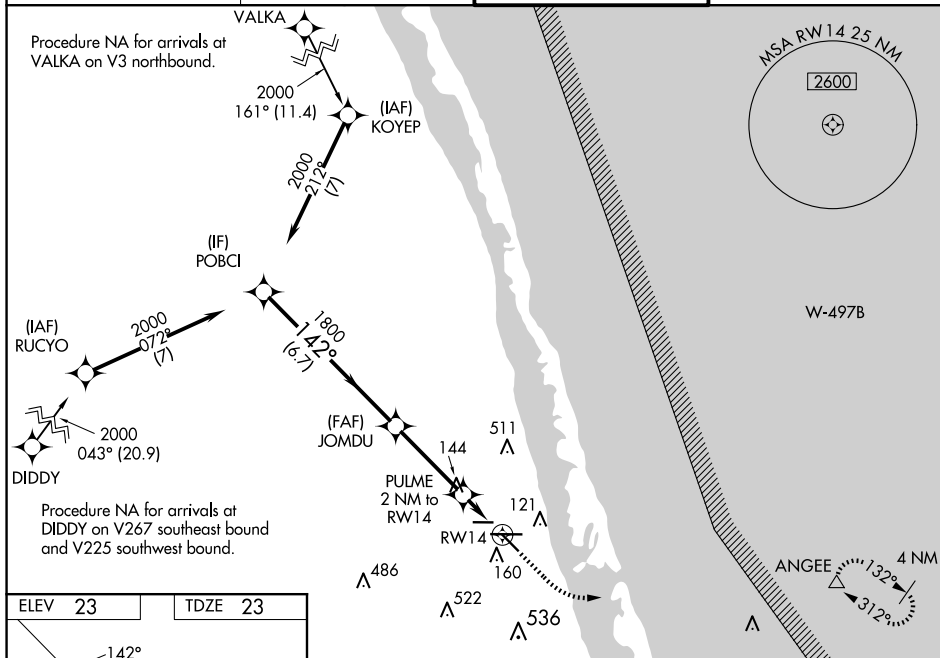 VALKA
Procedure NA for arrivals at
VALKA on V3 northbound.
2000
161° (11.4)
(IAF)
KOYEP
MSA RW14 25 NM
2600
2000
212°
(7)
(IF)
POBCI
(IAF)
RUCYO
2000
072°
(7)
1800
142°
(6.7)
W-497B
2000
043° (20.9)
DIDDY
(FAF)
JOMDU
511
144
PULME
2 NM to
RW14
121
RW14
160
Procedure NA for arrivals at
DIDDY on V267 southeast bound
and V225 southwest bound.
486
522
536
ANGEE
132°
4 NM
312°
ELEV 23
TDZE 23
142°